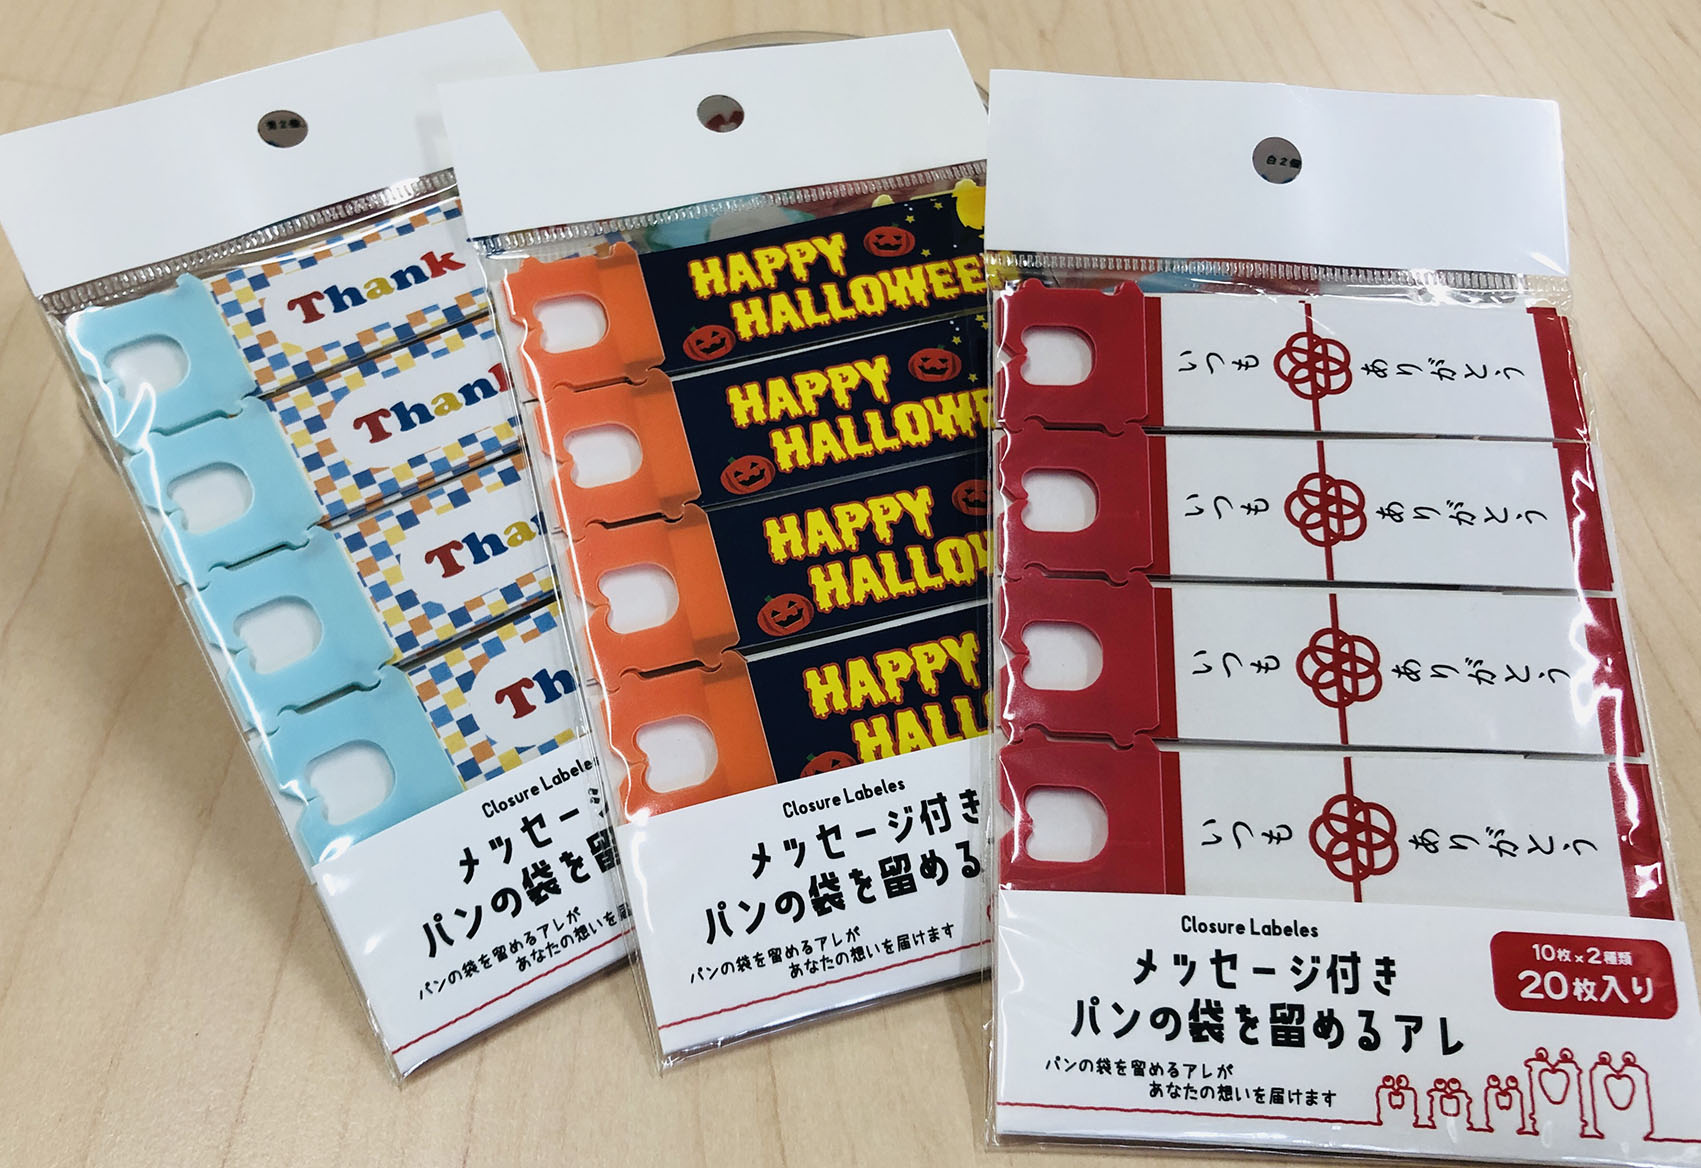 黄2個
Thank
Thank
Than
Tha
Closure Labeles
メッセー
パンの袋を留
パンの袋を留めるアレが
あなたの想いを届
HAPPY
HALLOWEE
HAPPY
HALLOWE
HAPPY
HALLOW
HAPPY
HALL
Closure Labeles
メッセージ付き
パンの袋を留める
パンの袋を留めるアレが
あなたの想いを届けます
白2個
いつも ありがとう
いつも ありがとう
いつも ありがとう
いつも ありがとう
Closure Labeles
メッセージ付き
パンの袋を留めるアレ
10枚×2種類
20枚入り
パンの袋を留めるアレが
あなたの想いを届けます